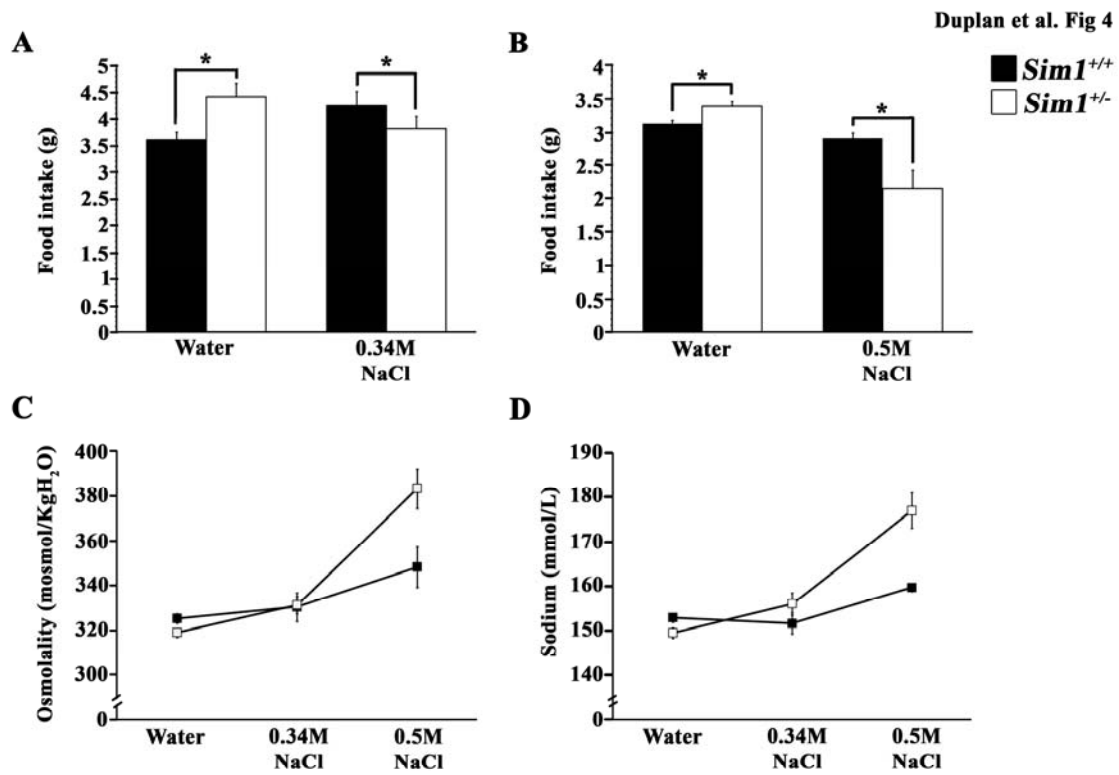 Duplan et al. Fig 4
A
B
Sim1+/+
Sim1+/-
*
*
Food intake (g)
5
4.5
4
3.5
3
2.5
2
1.5
1
0.5
0
Water
0.34M
NaCl
*
*
Food intake (g)
4
3.5
3
2.5
2
1.5
1
0.5
0
Water
0.5M
NaCl
C
D
Osmolality (mosmol/KgH₂O)
400
380
360
340
320
300
0
Water
0.34M
NaCl
0.5M
NaCl
Sodium (mmol/L)
190
180
170
160
150
140
0
Water
0.34M
NaCl
0.5M
NaCl